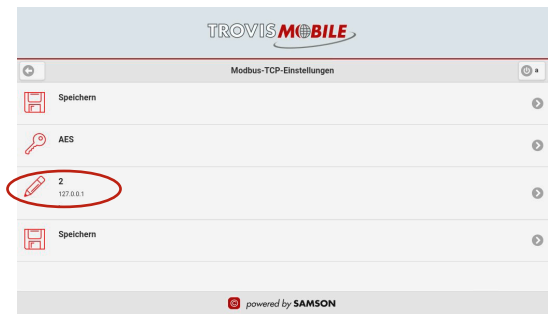 TROVIS MOBILE
Modbus-TCP-Einstellungen
a
Speichern
AES
2
127.0.0.1
Speichern
© powered by SAMSON